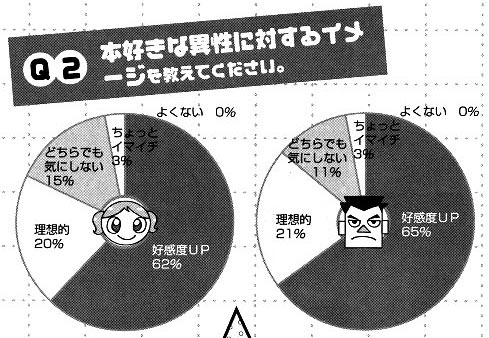 Q2
本好きな異性に対するイメ
ージを教えてください。
よくない 0%
ちょっと
イマイチ
3%
どちらでも
気にしない
15%
理想的
20%
好感度UP
62%
よくない 0%
ちょっと
イマイチ
3%
どちらでも
気にしない
11%
理想的
21%
好感度UP
65%